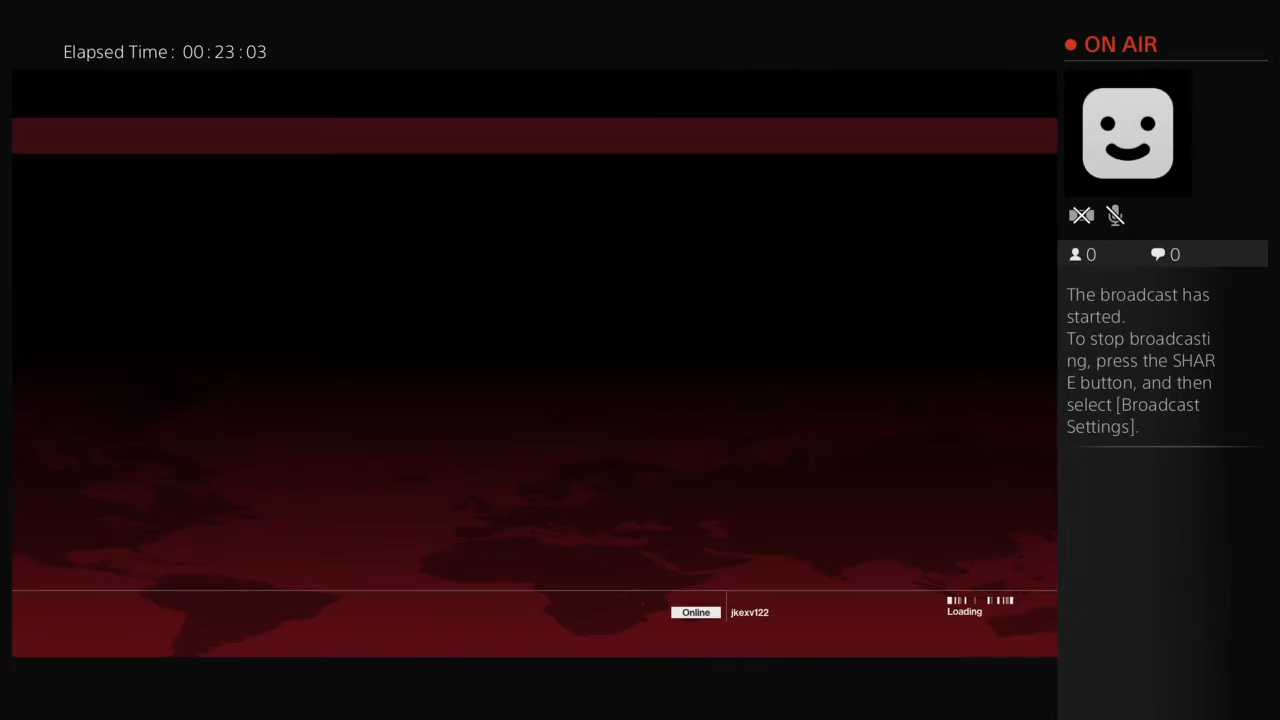 Elapsed Time: 00:23:03
ON AIR
0
0
The broadcast has
started.
To stop broadcasti
ng, press the SHAR
E button, and then
select [Broadcast
Settings].
Online
jkexv122
Loading